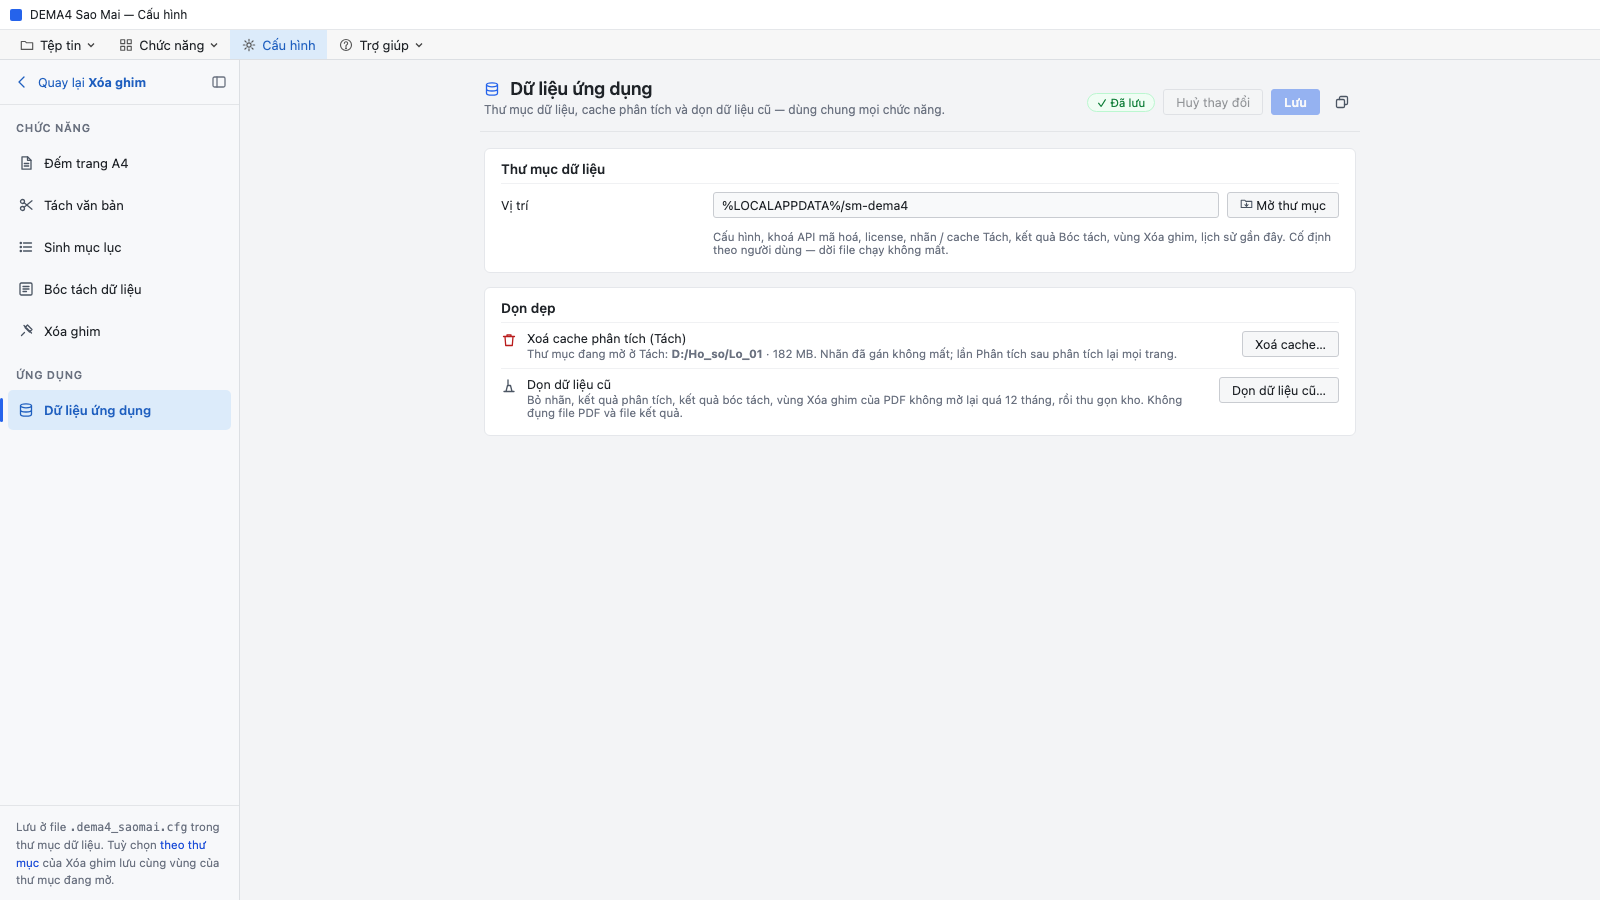 DEMA4 Sao Mai — Cấu hình
Tệp tin
Chức năng
Cấu hình
Trợ giúp
Quay lại Xóa ghim
CHỨC NĂNG
Đếm trang A4
Tách văn bản
Sinh mục lục
Bóc tách dữ liệu
Xóa ghim
ỨNG DỤNG
Dữ liệu ứng dụng
Lưu ở file .dema4_saomai.cfg trong
thư mục dữ liệu. Tuỳ chọn theo thư
mục của Xóa ghim lưu cùng vùng của
thư mục đang mở.
Dữ liệu ứng dụng
Thư mục dữ liệu, cache phân tích và dọn dữ liệu cũ — dùng chung mọi chức năng.
Đã lưu
Huỷ thay đổi
Lưu
Thư mục dữ liệu
Vị trí
%LOCALAPPDATA%/sm-dema4
Mở thư mục
Cấu hình, khoá API mã hoá, license, nhãn / cache Tách, kết quả Bóc tách, vùng Xóa ghim, lịch sử gần đây. Cố định
theo người dùng — dời file chạy không mất.
Dọn dẹp
Xoá cache phân tích (Tách)
Thư mục đang mở ở Tách: D:/Ho_so/Lo_01 · 182 MB. Nhãn đã gán không mất; lần Phân tích sau phân tích lại mọi trang.
Xoá cache...
Dọn dữ liệu cũ
Bỏ nhãn, kết quả phân tích, kết quả bóc tách, vùng Xóa ghim của PDF không mở lại quá 12 tháng, rồi thu gọn kho. Không
đụng file PDF và file kết quả.
Dọn dữ liệu cũ...